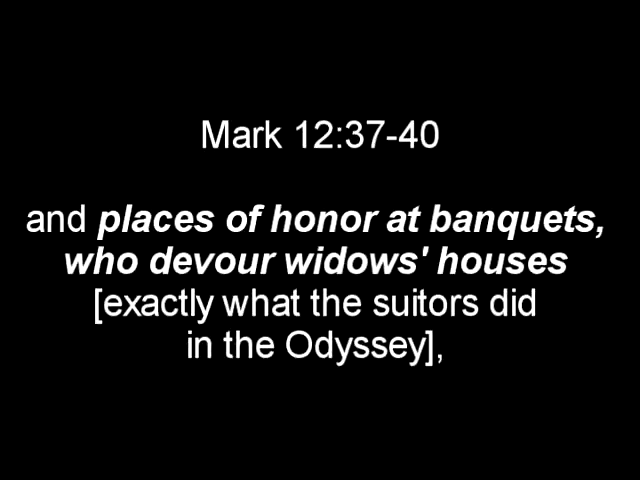 Mark 12:37-40
and places of honor at banquets,
who devour widows' houses
[exactly what the suitors did
in the Odyssey],